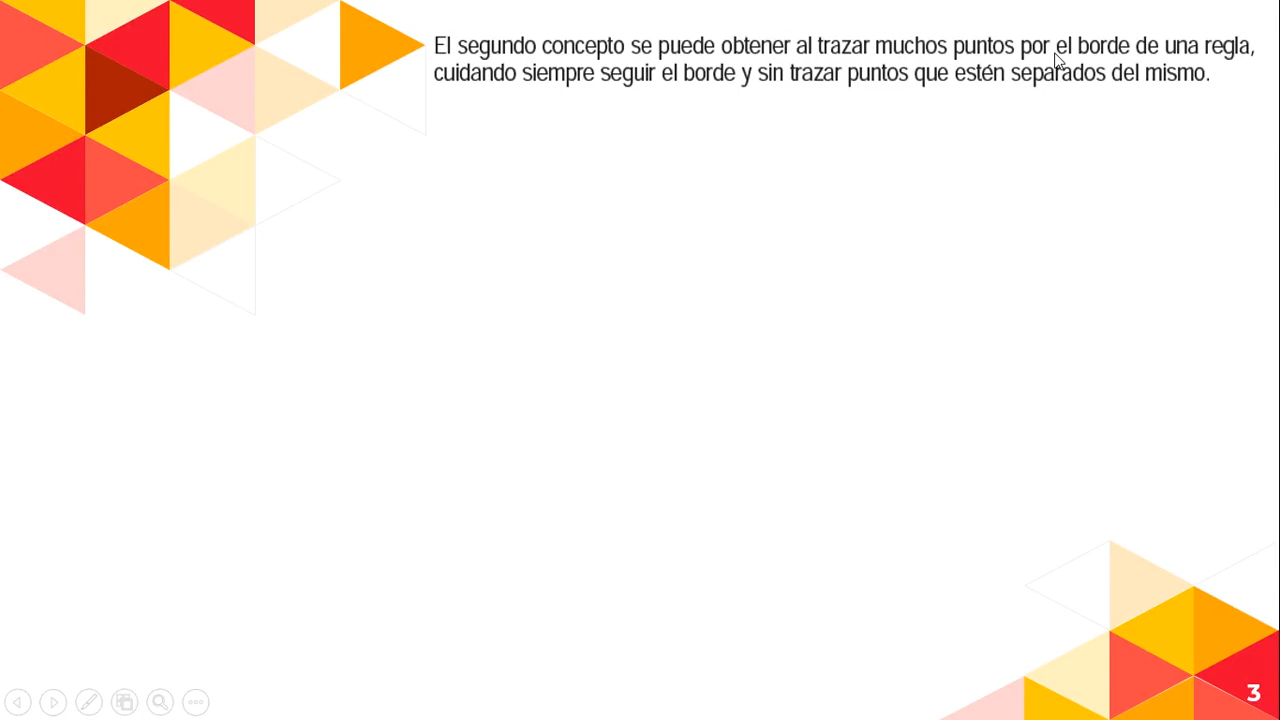 El segundo concepto se puede obtener al trazar muchos puntos por el borde de una regla,
cuidando siempre seguir el borde y sin trazar puntos que estén separados del mismo.
3